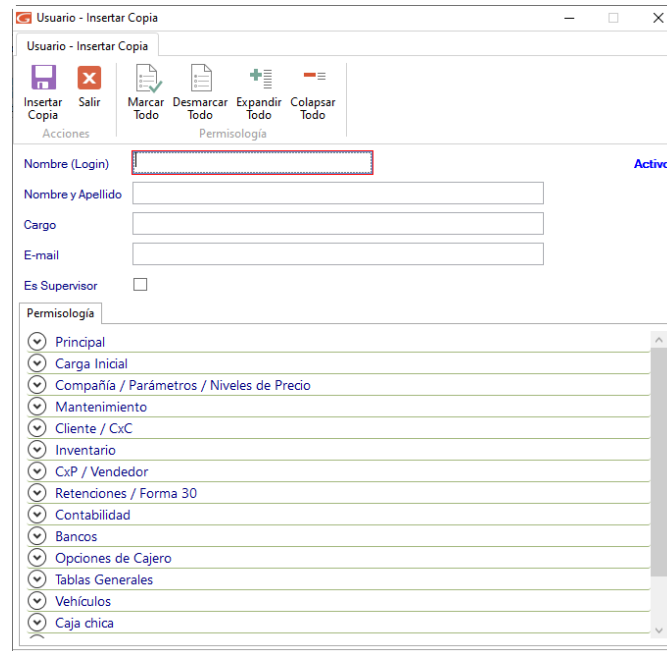 Usuario - Insertar Copia
Usuario - Insertar Copia
Insertar Copia
Salir
Marcar Todo
Desmarcar Todo
Expandir Todo
Colapsar Todo
Acciones
Permisología
Nombre (Login)
Activo
Nombre y Apellido
Cargo
E-mail
Es Supervisor
Permisología
Principal
Carga Inicial
Compañía / Parámetros / Niveles de Precio
Mantenimiento
Cliente / CxC
Inventario
CxP / Vendedor
Retenciones / Forma 30
Contabilidad
Bancos
Opciones de Cajero
Tablas Generales
Vehículos
Caja chica